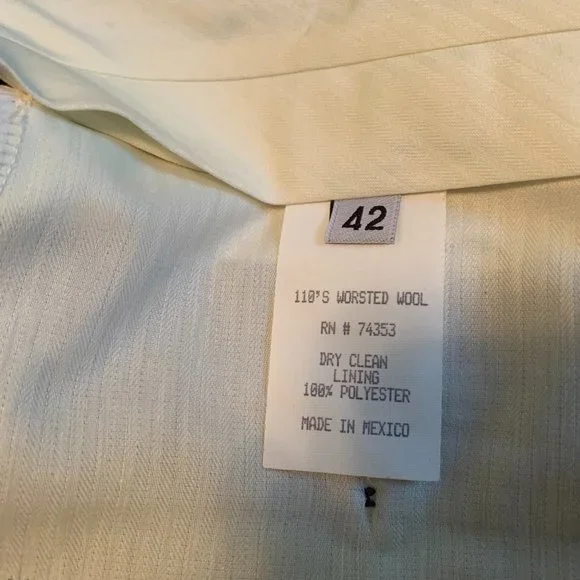 42
110'S WORSTED WOOL
RN # 74353
DRY CLEAN
LINING
100% POLYESTER
MADE IN MEXICO